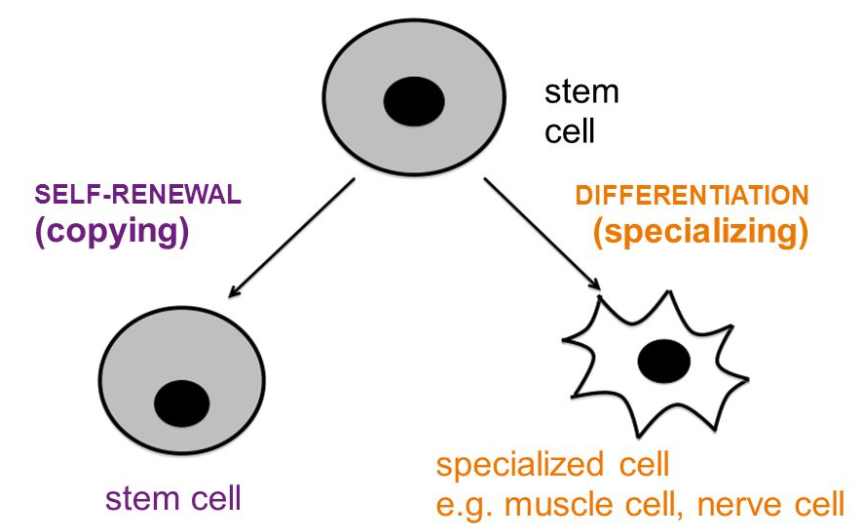 stem
cell
SELF-RENEWAL
(copying)
DIFFERENTIATION
(specializing)
stem cell
specialized cell
e.g. muscle cell, nerve cell